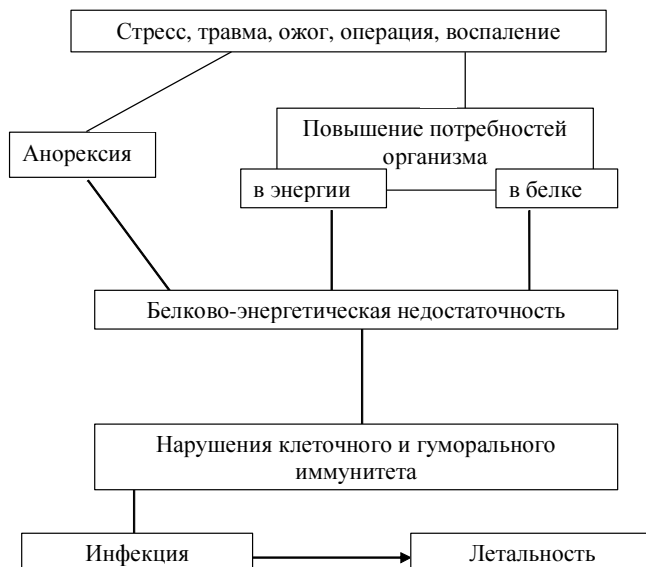 Стресс, травма, ожог, операция, воспаление
Анорексия
Повышение потребностей
организма
в энергии
в белке
Белково-энергетическая недостаточность
Нарушения клеточного и гуморального
иммунитета
Инфекция
Летальность